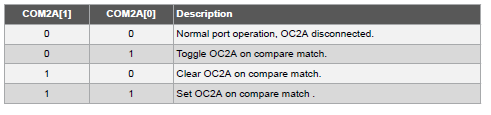 COM2A[1] COM2A[0] Description
0 0 Normal port operation, OC2A disconnected.
0 1 Toggle OC2A on compare match.
1 0 Clear OC2A on compare match.
1 1 Set OC2A on compare match .